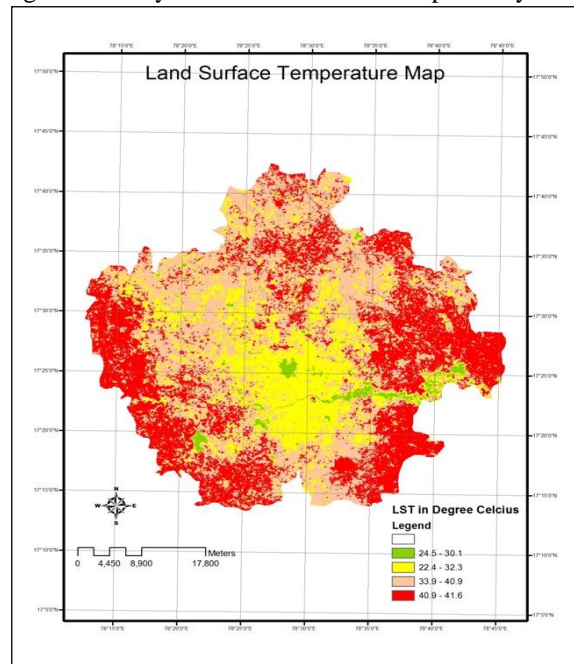 Land Surface Temperature Map
78°15'0"E 78°20'0"E 78°25'0"E 78°30'0"E 78°35'0"E 78°40'0"E 78°45'0"E
17°50'0"N 17°50'0"N
17°45'0"N 17°45'0"N
17°40'0"N 17°40'0"N
17°35'0"N 17°35'0"N
17°30'0"N 17°30'0"N
17°25'0"N 17°25'0"N
17°20'0"N 17°20'0"N
17°15'0"N 17°15'0"N
17°10'0"N 17°10'0"N
17°5'0"N 17°5'0"N
N
W E
S
Meters
0 4,450 8,900 17,800
LST in Degree Celcius
Legend
24.5 - 30.1
22.4 - 32.3
33.9 - 40.9
40.9 - 41.6
78°15'0"E 78°20'0"E 78°25'0"E 78°30'0"E 78°35'0"E 78°40'0"E 78°45'0"E